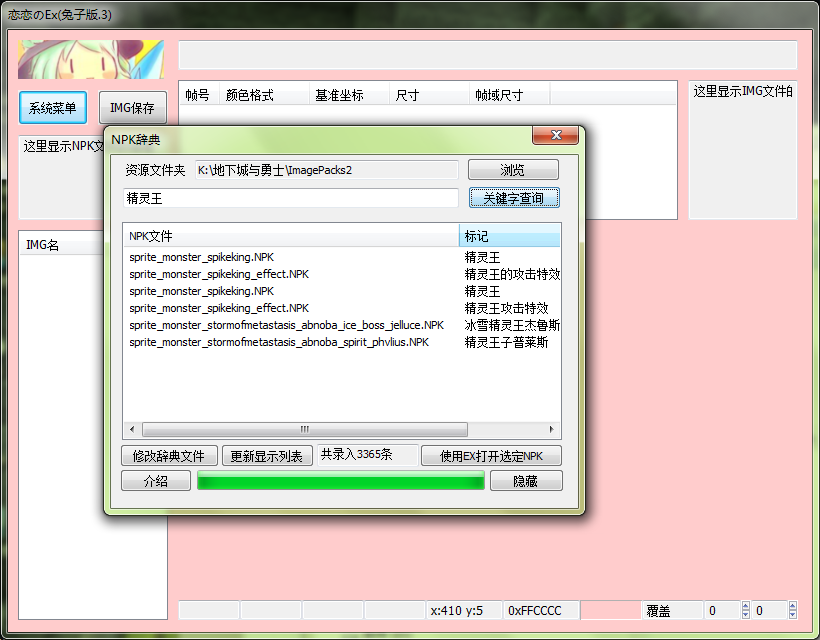 恋恋のEx(兔子版.3)
系统菜单
IMG保存
帧号 颜色格式 基准坐标 尺寸 帧域尺寸
这里显示IMG文件的
这里显示NPK文
IMG名
NPK辞典
资源文件夹 K:\地下城与勇士\ImagePacks2 浏览
精灵王 关键字查询
NPK文件 标记
sprite_monster_spikeking.NPK 精灵王
sprite_monster_spikeking_effect.NPK 精灵王的攻击特效
sprite_monster_spikeking.NPK 精灵王
sprite_monster_spikeking_effect.NPK 精灵王攻击特效
sprite_monster_stormofmetastasis_abnoba_ice_boss_jelluce.NPK 冰雪精灵王杰鲁斯
sprite_monster_stormofmetastasis_abnoba_spirit_phvlius.NPK 精灵王子普莱斯
修改辞典文件 更新显示列表 共录入3365条 使用EX打开选定NPK
介绍 隐藏
x:410 y:5 0xFFCCCC 覆盖 0 0